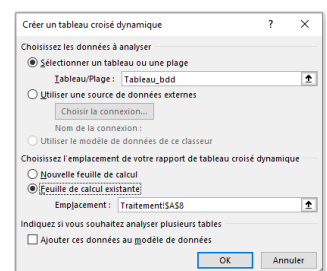 Créer un tableau croisé dynamique ? ×
Choisissez les données à analyser
Sélectionner un tableau ou une plage
Tableau/Plage : Tableau_bdd
Utiliser une source de données externes
Choisir la connexion...
Nom de la connexion :
Utiliser le modèle de données de ce classeur
Choisissez l'emplacement de votre rapport de tableau croisé dynamique
Nouvelle feuille de calcul
Feuille de calcul existante
Emplacement : Traitement!$A$8
Indiquez si vous souhaitez analyser plusieurs tables
Ajouter ces données au modèle de données
OK Annuler